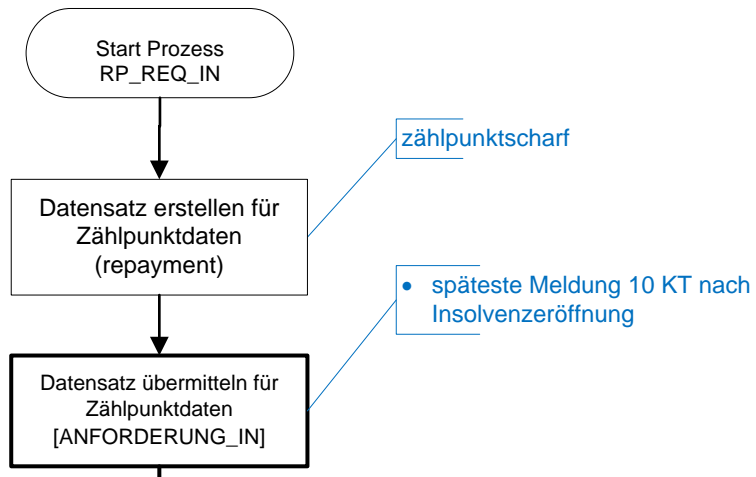 Start Prozess
RP_REQ_IN
zählpunktscharf
Datensatz erstellen für
Zählpunktdaten
(repayment)
• späteste Meldung 10 KT nach
Insolvenzeröffnung
Datensatz übermitteln für
Zählpunktdaten
[ANFORDERUNG_IN]